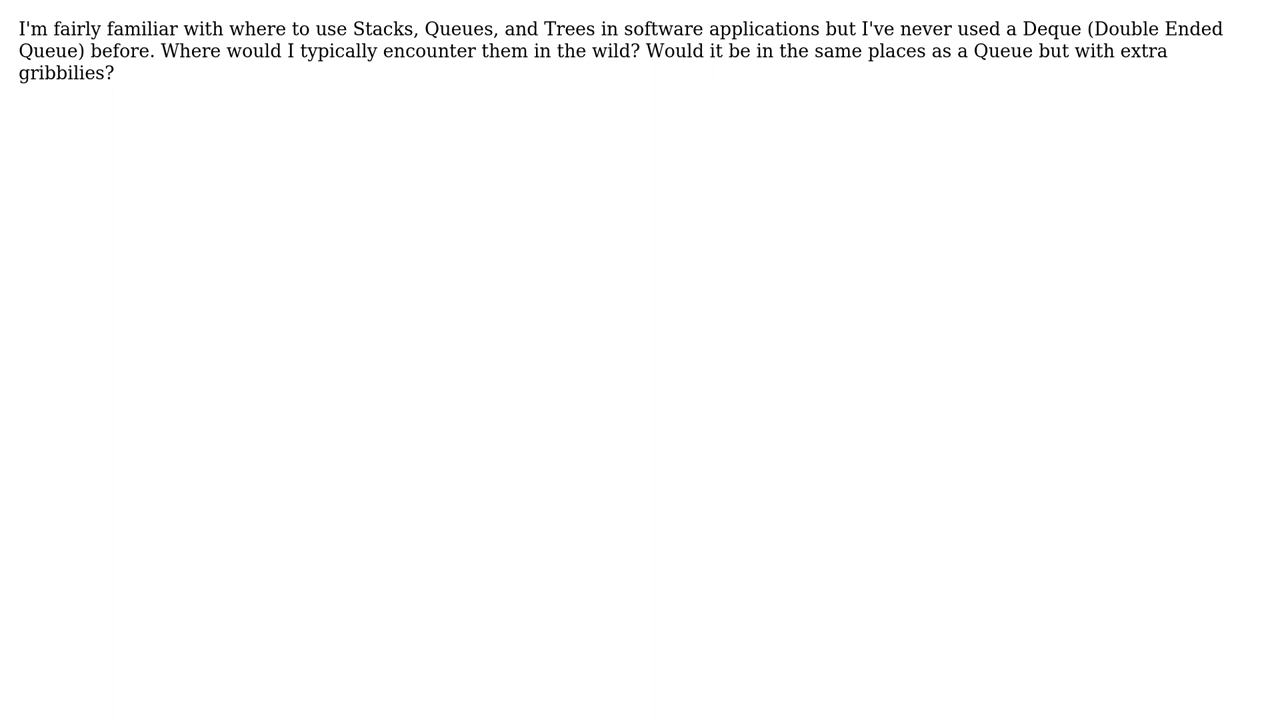 I'm fairly familiar with where to use Stacks, Queues, and Trees in software applications but I've never used a Deque (Double Ended
Queue) before. Where would I typically encounter them in the wild? Would it be in the same places as a Queue but with extra
gribbilies?